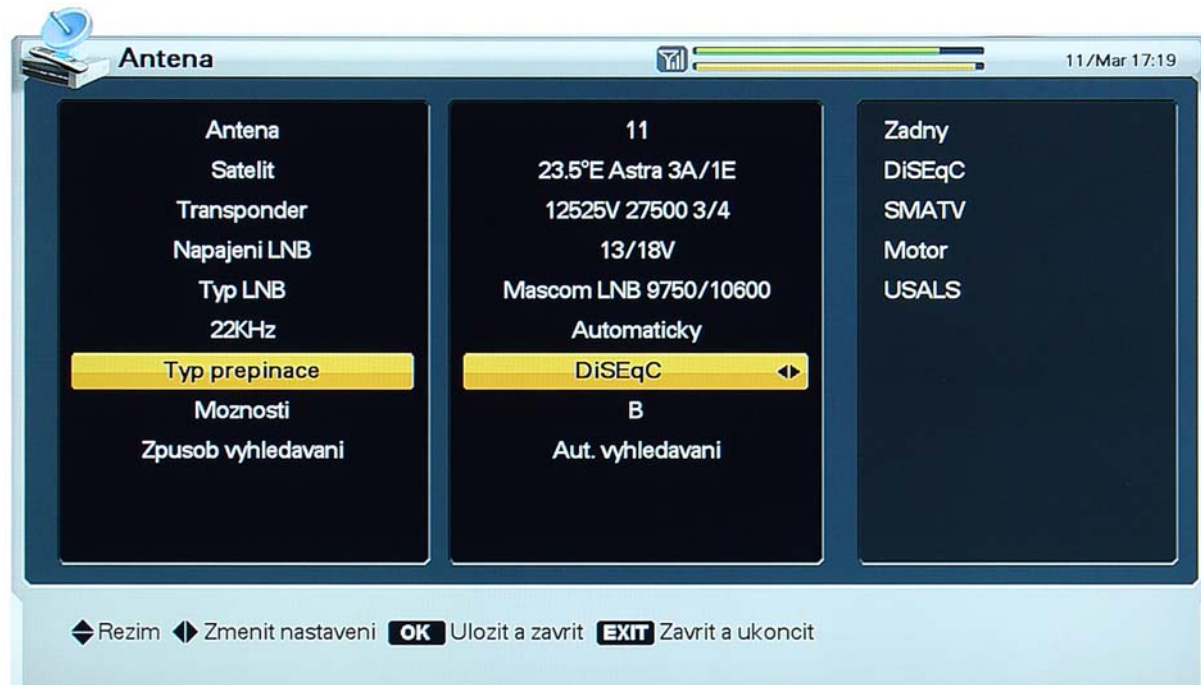 Antena
11/Mar 17:19
Antena 11
Satelit 23.5°E Astra 3A/1E
Transponder 12525V 27500 3/4
Napajeni LNB 13/18V
Typ LNB Mascom LNB 9750/10600
22KHz Automaticky
Typ prepinace DiSEqC
Moznosti B
Zpusob vyhledavani Aut. vyhledavani
Zadny
DiSEqC
SMATV
Motor
USALS
Rezim Zmenit nastaveni OK Ulozit a zavrit EXIT Zavrit a ukoncit